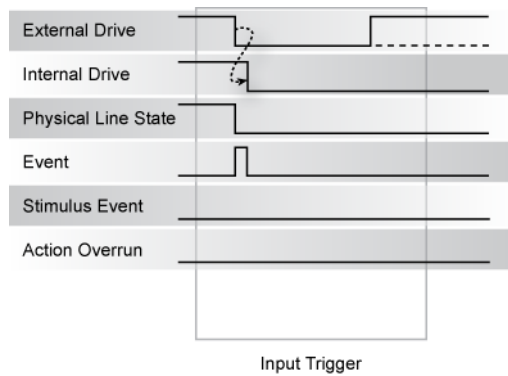 External Drive
Internal Drive
Physical Line State
Event
Stimulus Event
Action Overrun
Input Trigger